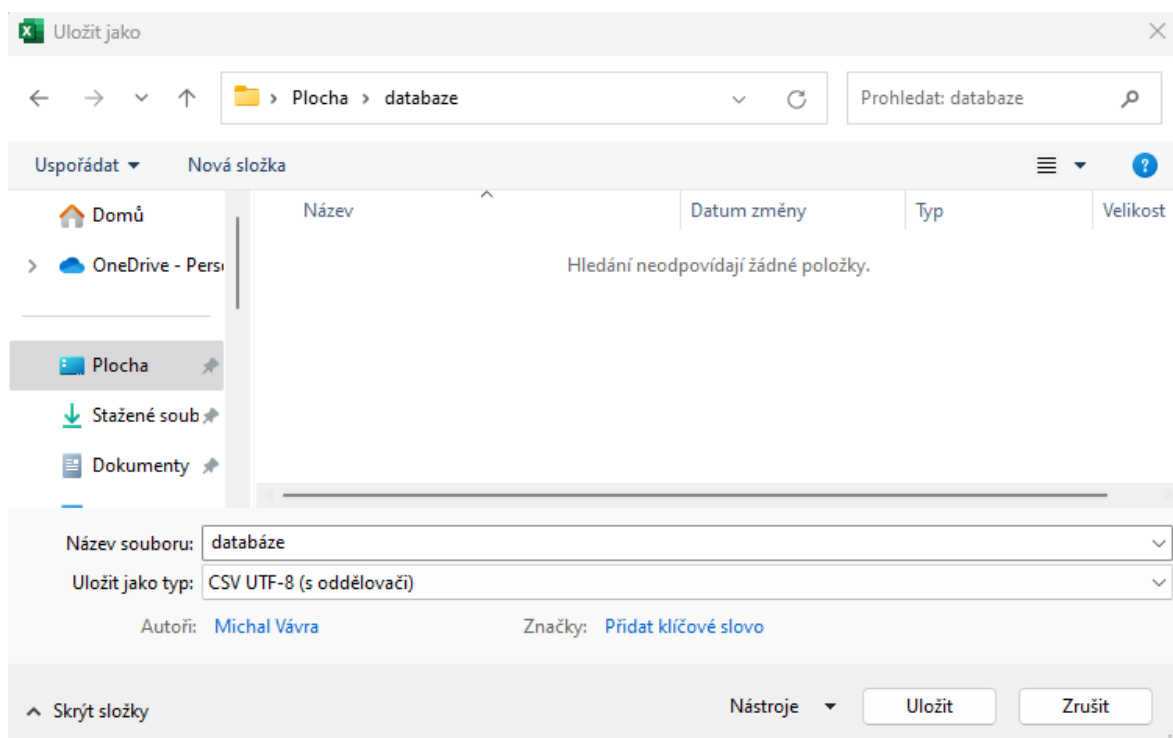 Uložit jako
Plocha > databaze
Prohledat: databaze
Uspořádat
Nová složka
Domů
OneDrive - Pers
Plocha
Stažené soub
Dokumenty
Název
Datum změny
Typ
Velikost
Hledání neodpovídají žádné položky.
Název souboru: databáze
Uložit jako typ: CSV UTF-8 (s oddělovači)
Autoři: Michal Vávra
Značky: Přidat klíčové slovo
Skrýt složky
Nástroje
Uložit
Zrušit